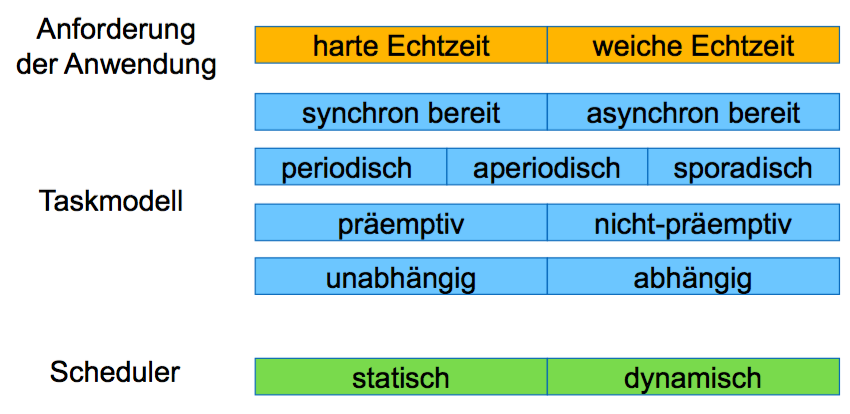 Anforderung
der Anwendung
harte Echtzeit weiche Echtzeit
synchron bereit asynchron bereit
Taskmodell
periodisch aperiodisch sporadisch
präemptiv nicht-präemptiv
unabhängig abhängig
Scheduler
statisch dynamisch